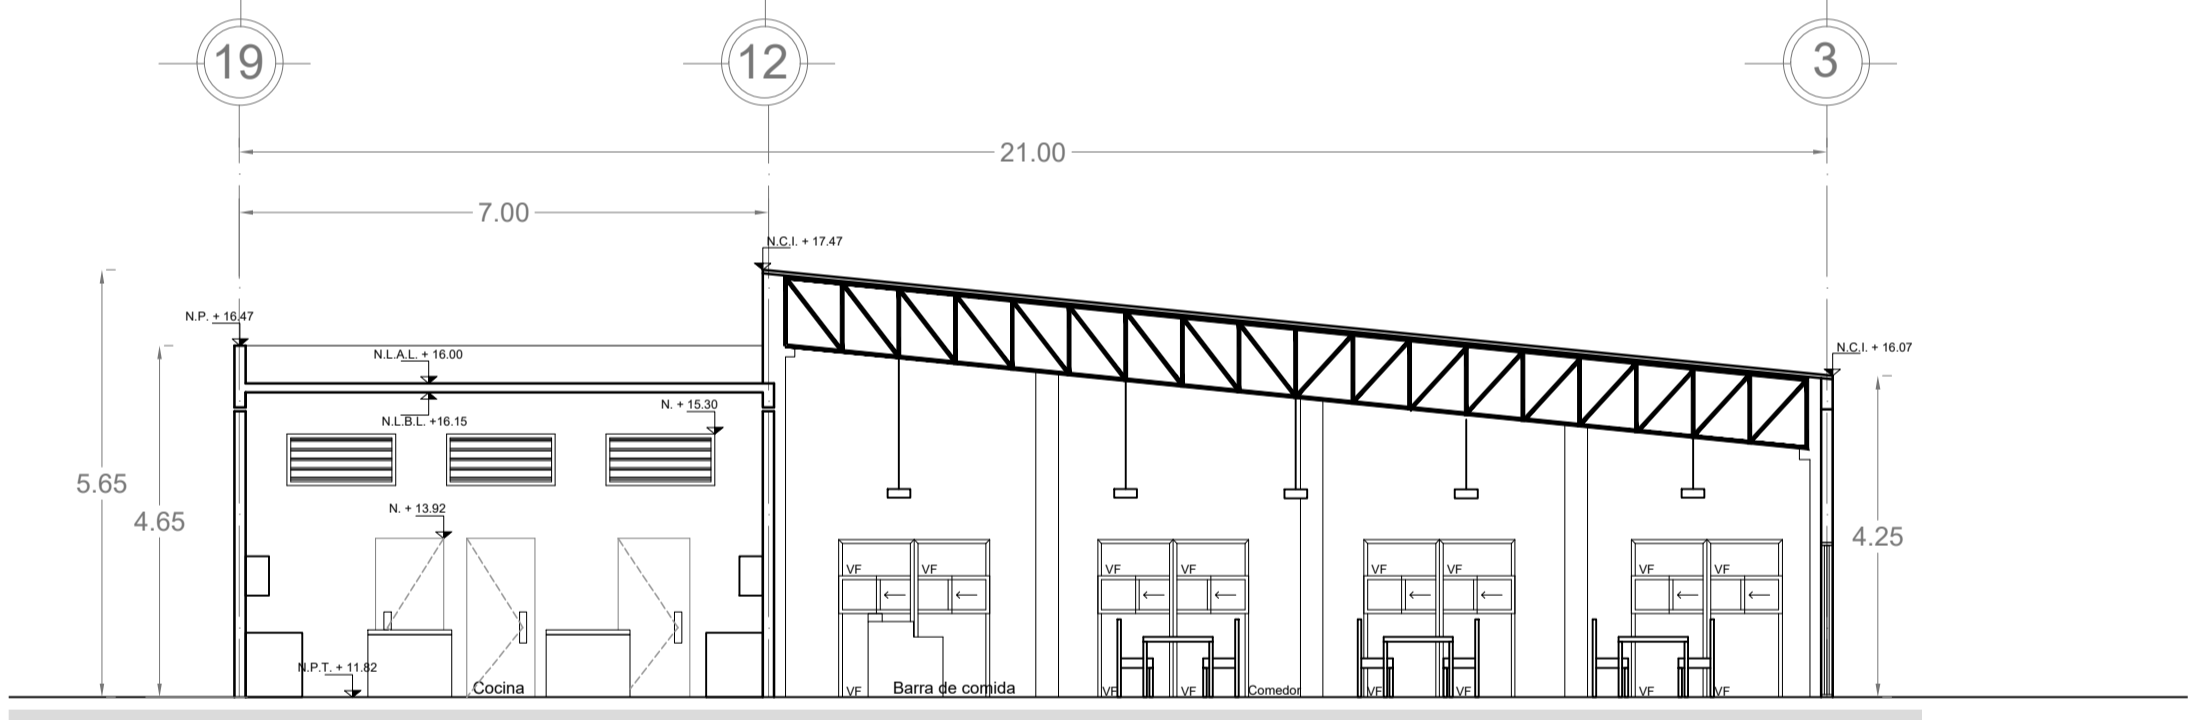 19
12
3
21.00
7.00
N.C.I. + 17.47
N.P. + 16.47
N.L.A.L. + 16.00
N.C.I. + 16.07
N. + 15.30
N.L.B.L. +16.15
5.65
4.65
N. + 13.92
4.25
VF VF VF VF VF VF VF VF
N.P.T. + 11.82
Cocina
VF
Barra de comida
VF VF
Comedor
VF VF VF VF